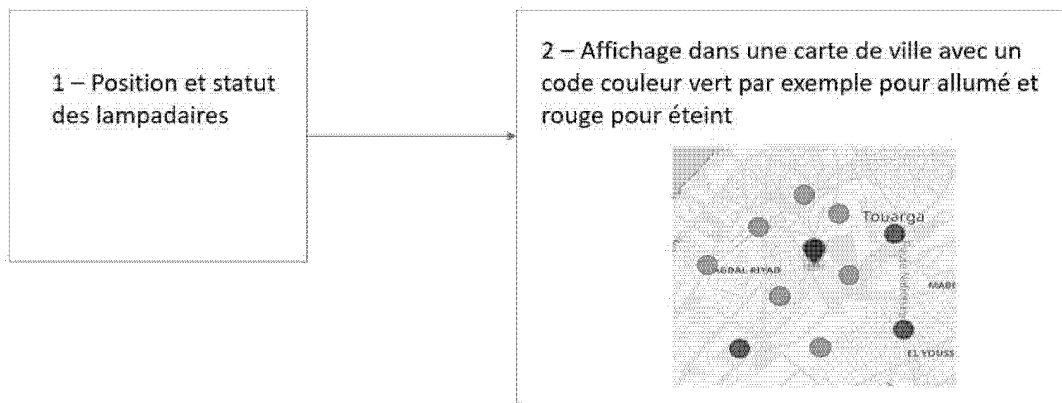 1 – Position et statut
des lampadaires
2 – Affichage dans une carte de ville avec un
code couleur vert par exemple pour allumé et
rouge pour éteint
Touarga
AGDAL RIYAD
MABE
EL YOUSS